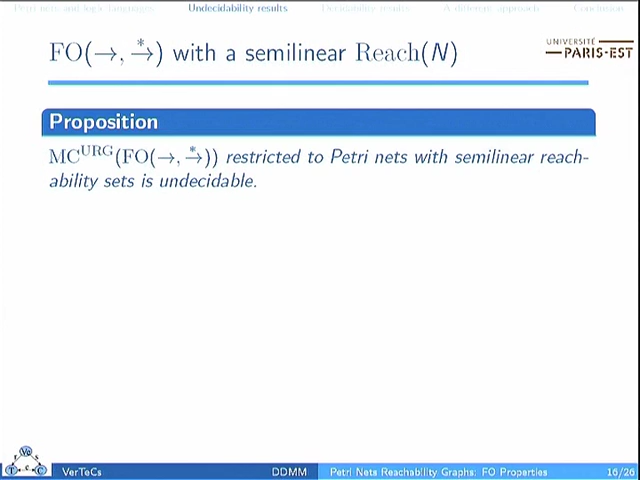 Petri nets and logic languages Undecidability results Decidability results A different approach Conclusion
FO(→, →*) with a semilinear Reach(N)
UNIVERSITÉ
PARIS-EST
Proposition
MC^URG(FO(→, →*)) restricted to Petri nets with semilinear reach-
ability sets is undecidable.
VerTeCs DDMM Petri Nets Reachability Graphs: FO Properties 16/26